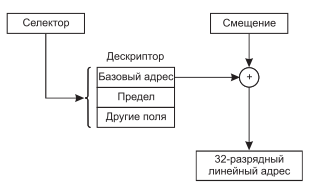 Селектор
Смещение
Дескриптор
Базовый адрес
+
Предел
Другие поля
32-разрядный
линейный адрес